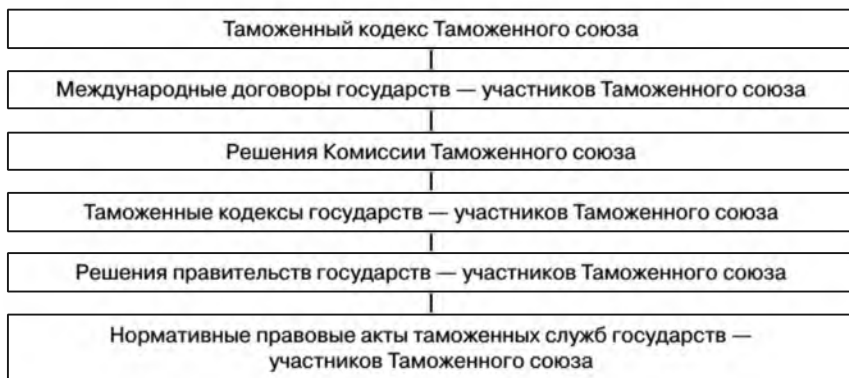 Таможенный кодекс Таможенного союза
Международные договоры государств — участников Таможенного союза
Решения Комиссии Таможенного союза
Таможенные кодексы государств — участников Таможенного союза
Решения правительств государств — участников Таможенного союза
Нормативные правовые акты таможенных служб государств —
участников Таможенного союза